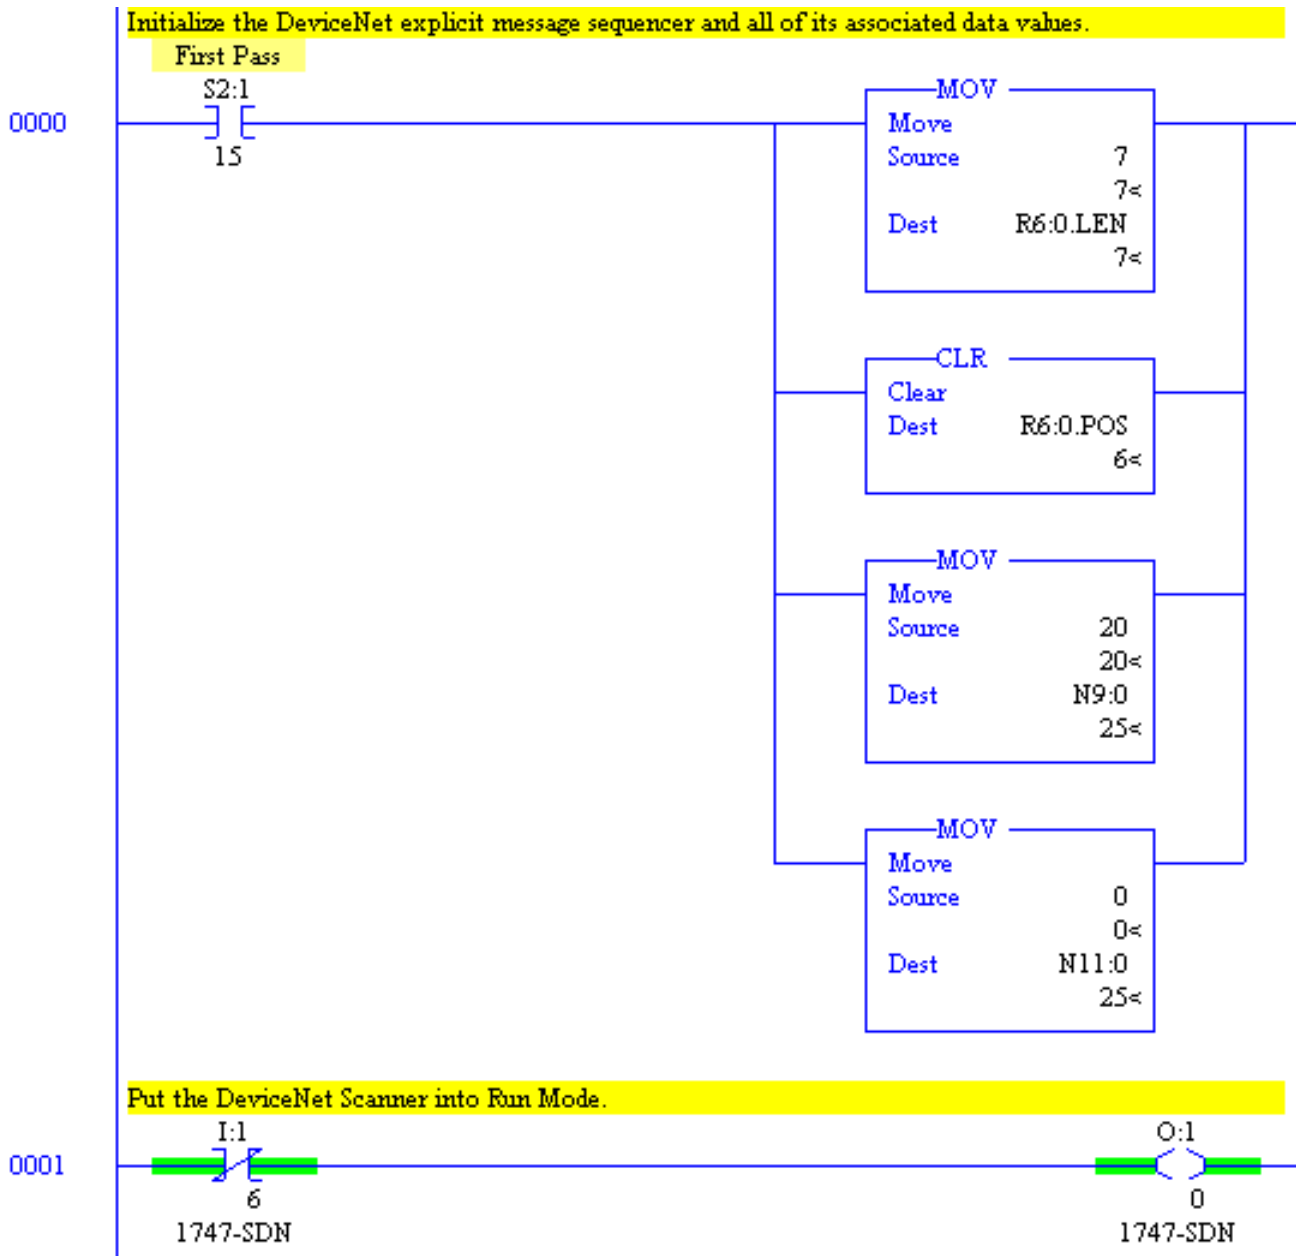 Initialize the DeviceNet explicit message sequencer and all of its associated data values.
First Pass
S2:1
0000
15
MOV
Move
Source 7
7<
Dest R6:0.LEN
7<
CLR
Clear
Dest R6:0.POS
6<
MOV
Move
Source 20
20<
Dest N9:0
25<
MOV
Move
Source 0
0<
Dest N11:0
25<
Put the DeviceNet Scanner into Run Mode.
I:1 O:1
0001
6 0
1747-SDN 1747-SDN